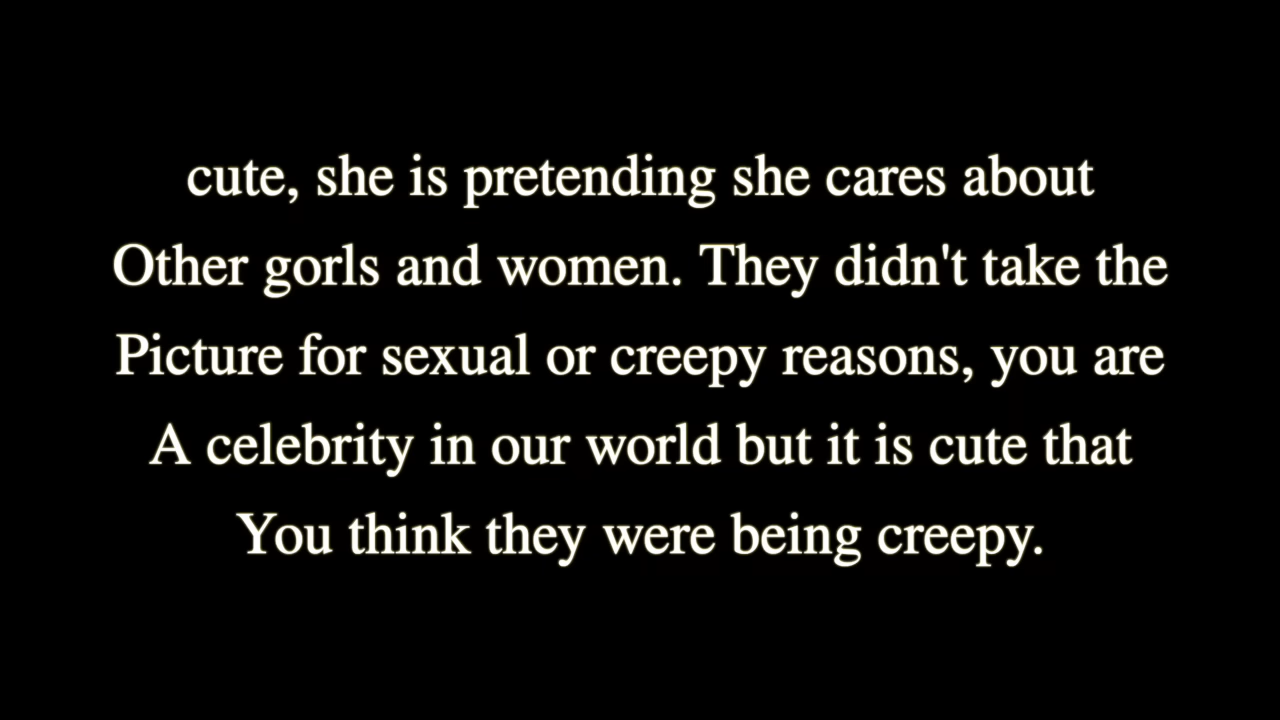 cute, she is pretending she cares about
Other gorls and women. They didn't take the
Picture for sexual or creepy reasons, you are
A celebrity in our world but it is cute that
You think they were being creepy.